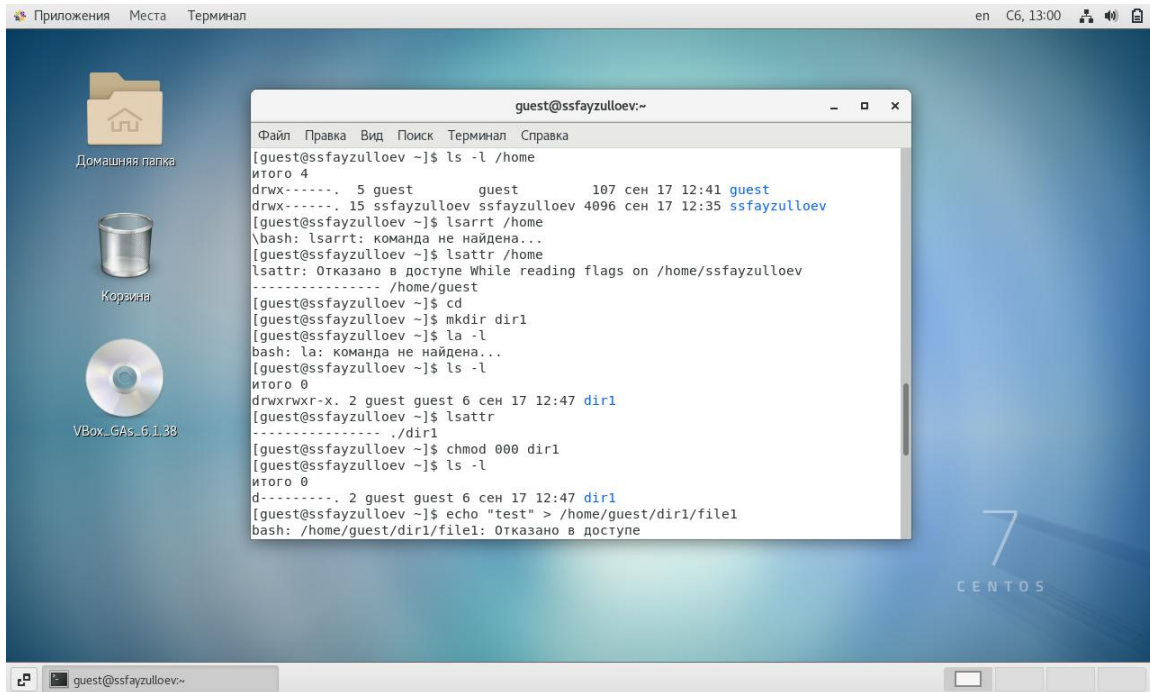 Приложения Места Терминал en Сб, 13:00
Домашняя папка
Корзина
VBox_GAs_6.1.38
guest@ssfayzulloev:~
Файл Правка Вид Поиск Терминал Справка
[guest@ssfayzulloev ~]$ ls -l /home
итого 4
drwx------. 5 guest guest 107 сен 17 12:41 guest
drwx------. 15 ssfayzulloev ssfayzulloev 4096 сен 17 12:35 ssfayzulloev
[guest@ssfayzulloev ~]$ lsarrt /home
\bash: lsarrt: команда не найдена...
[guest@ssfayzulloev ~]$ lsattr /home
lsattr: Отказано в доступе While reading flags on /home/ssfayzulloev
---------------- /home/guest
[guest@ssfayzulloev ~]$ cd
[guest@ssfayzulloev ~]$ mkdir dir1
[guest@ssfayzulloev ~]$ la -l
bash: la: команда не найдена...
[guest@ssfayzulloev ~]$ ls -l
итого 0
drwxrwxr-x. 2 guest guest 6 сен 17 12:47 dir1
[guest@ssfayzulloev ~]$ lsattr
---------------- ./dir1
[guest@ssfayzulloev ~]$ chmod 000 dir1
[guest@ssfayzulloev ~]$ ls -l
итого 0
d---------. 2 guest guest 6 сен 17 12:47 dir1
[guest@ssfayzulloev ~]$ echo "test" > /home/guest/dir1/file1
bash: /home/guest/dir1/file1: Отказано в доступе
7
CENTOS
guest@ssfayzulloev:~